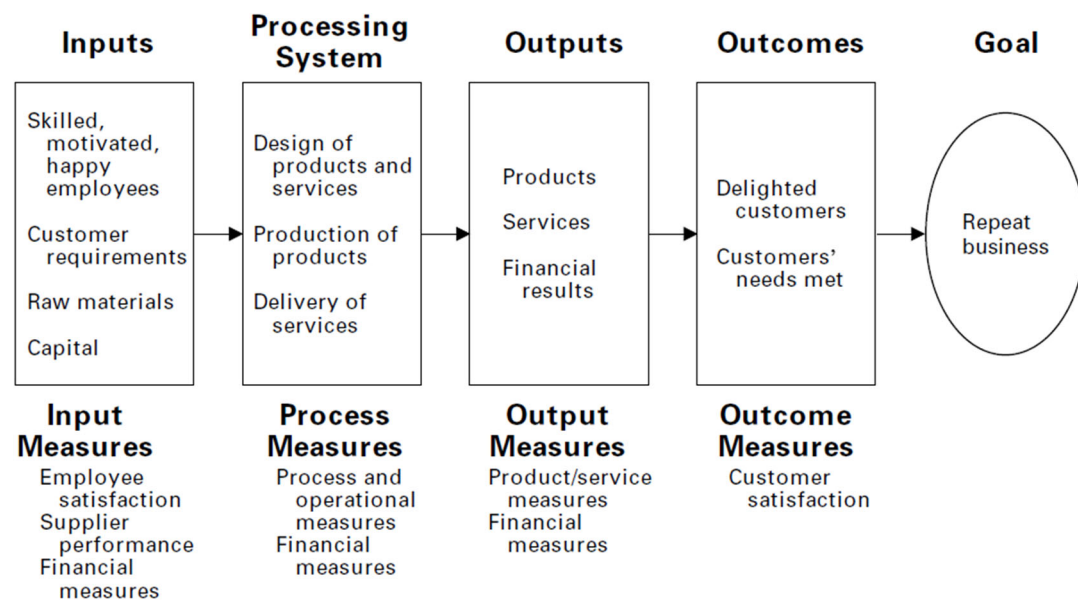 Inputs
Skilled,
motivated,
happy
employees
Customer
requirements
Raw materials
Capital
Input
Measures
Employee
satisfaction
Supplier
performance
Financial
measures
Processing
System
Design of
products and
services
Production of
products
Delivery of
services
Process
Measures
Process and
operational
measures
Financial
measures
Outputs
Products
Services
Financial
results
Output
Measures
Product/service
measures
Financial
measures
Outcomes
Delighted
customers
Customers’
needs met
Outcome
Measures
Customer
satisfaction
Goal
Repeat
business